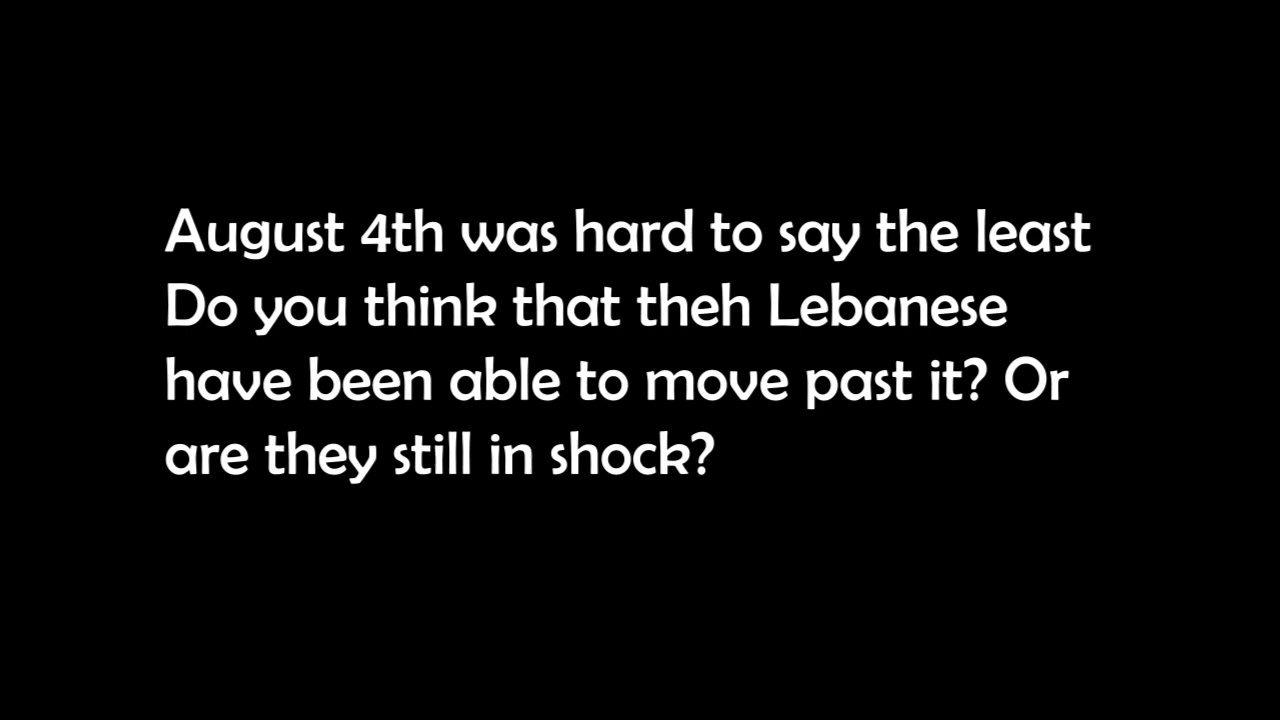 August 4th was hard to say the least
Do you think that theh Lebanese
have been able to move past it? Or
are they still in shock?